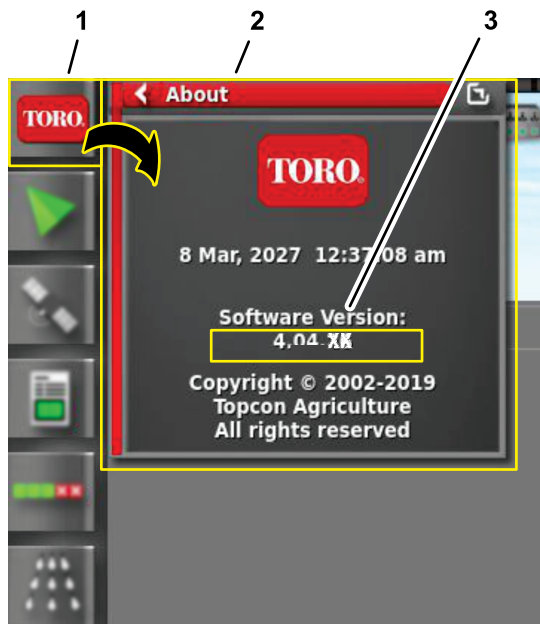 1 2 3
TORO
About
TORO
8 Mar, 2027 12:37:08 am
Software Version:
4.04.XX
Copyright © 2002-2019
Topcon Agriculture
All rights reserved